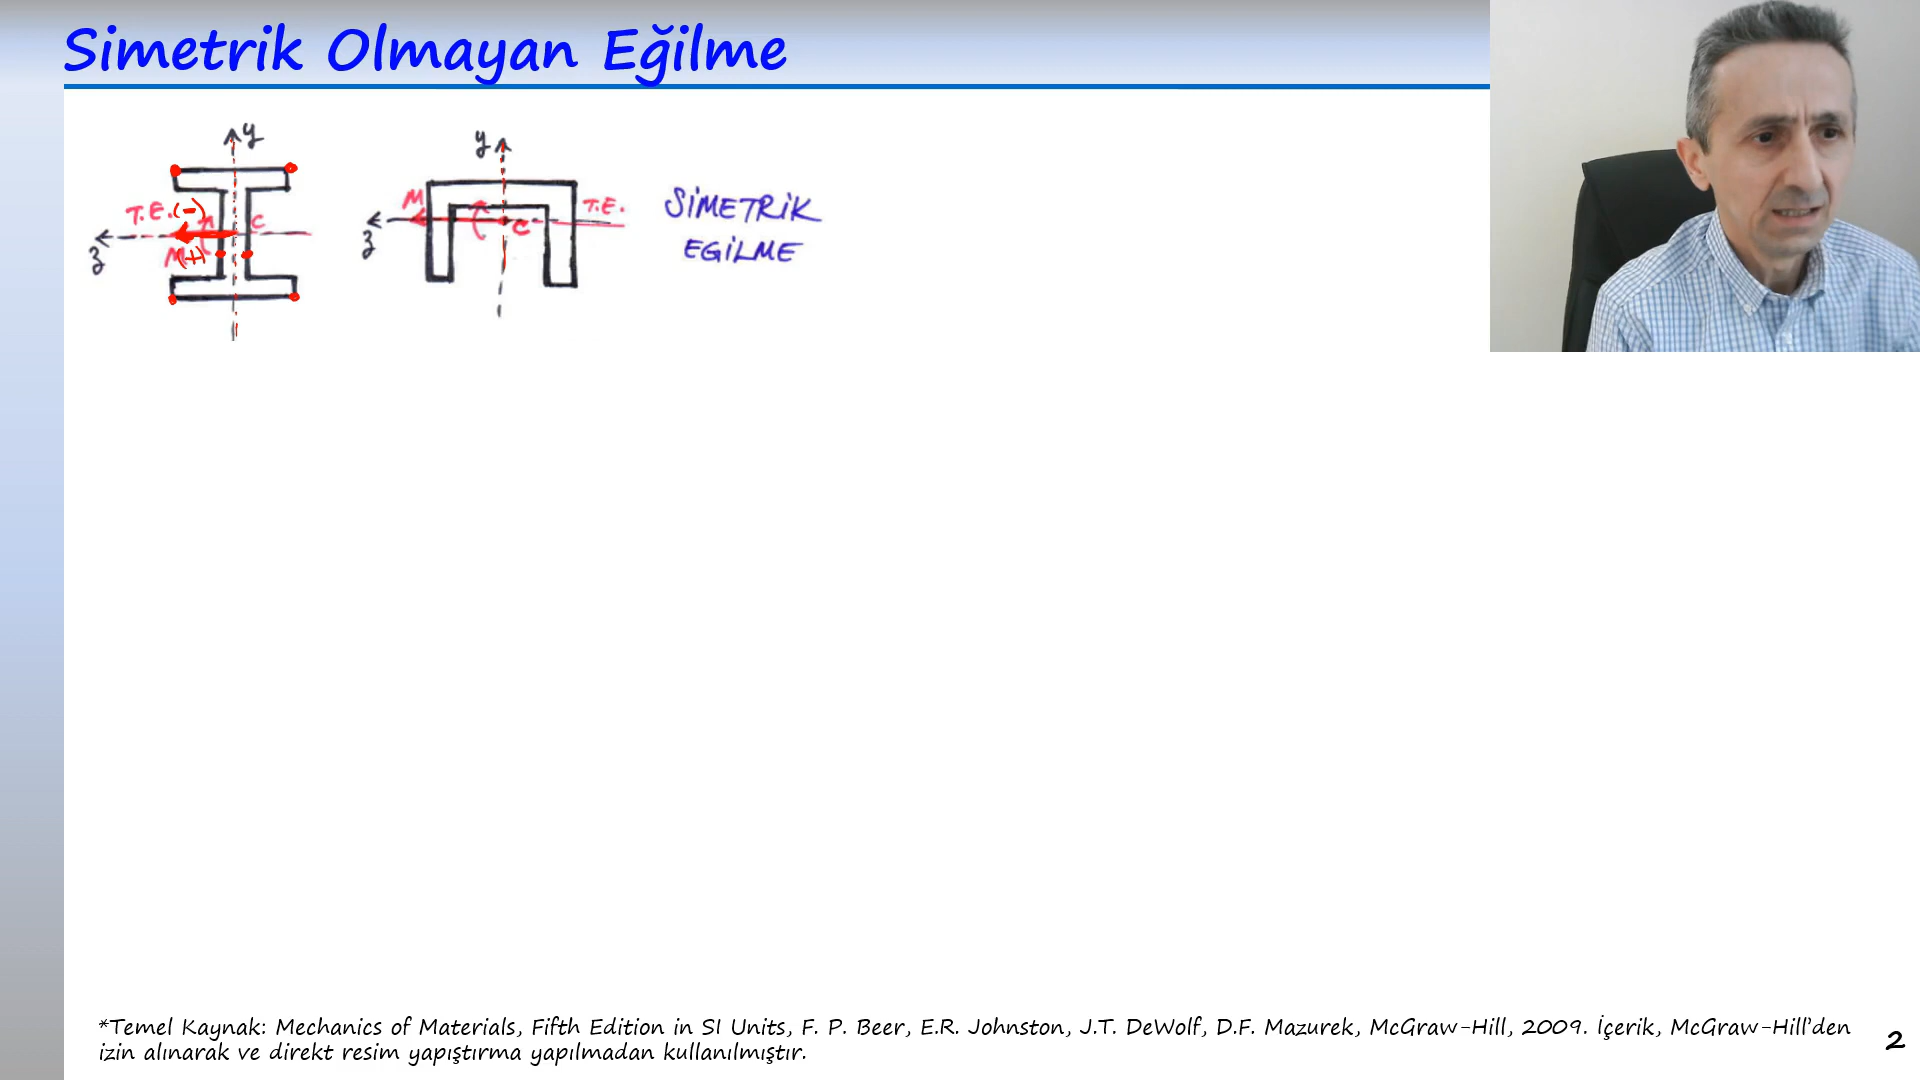 Simetrik Olmayan Eğilme
y
T.E. (-)
C
z
M (+)
y
M
T.E.
C
z
SİMETRİK
EGİLME
*Temel Kaynak: Mechanics of Materials, Fifth Edition in SI Units, F. P. Beer, E.R. Johnston, J.T. DeWolf, D.F. Mazurek, McGraw-Hill, 2009. İçerik, McGraw-Hill'den
izin alınarak ve direkt resim yapıştırma yapılmadan kullanılmıştır.
2